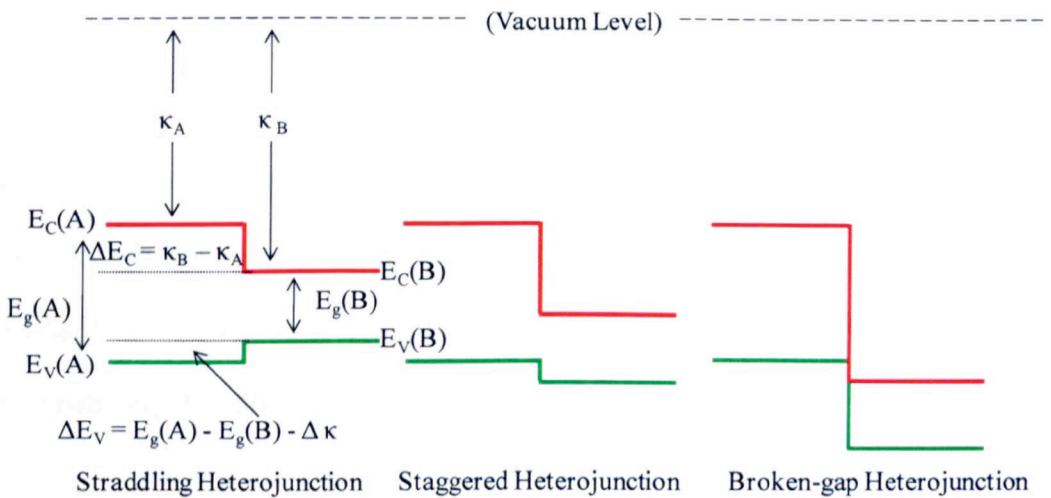 (Vacuum Level)
κA κB
EC(A)
ΔEC = κB − κA
EC(B)
Eg(A)
Eg(B)
EV(B)
EV(A)
ΔEV = Eg(A) - Eg(B) - Δ κ
Straddling Heterojunction Staggered Heterojunction Broken-gap Heterojunction